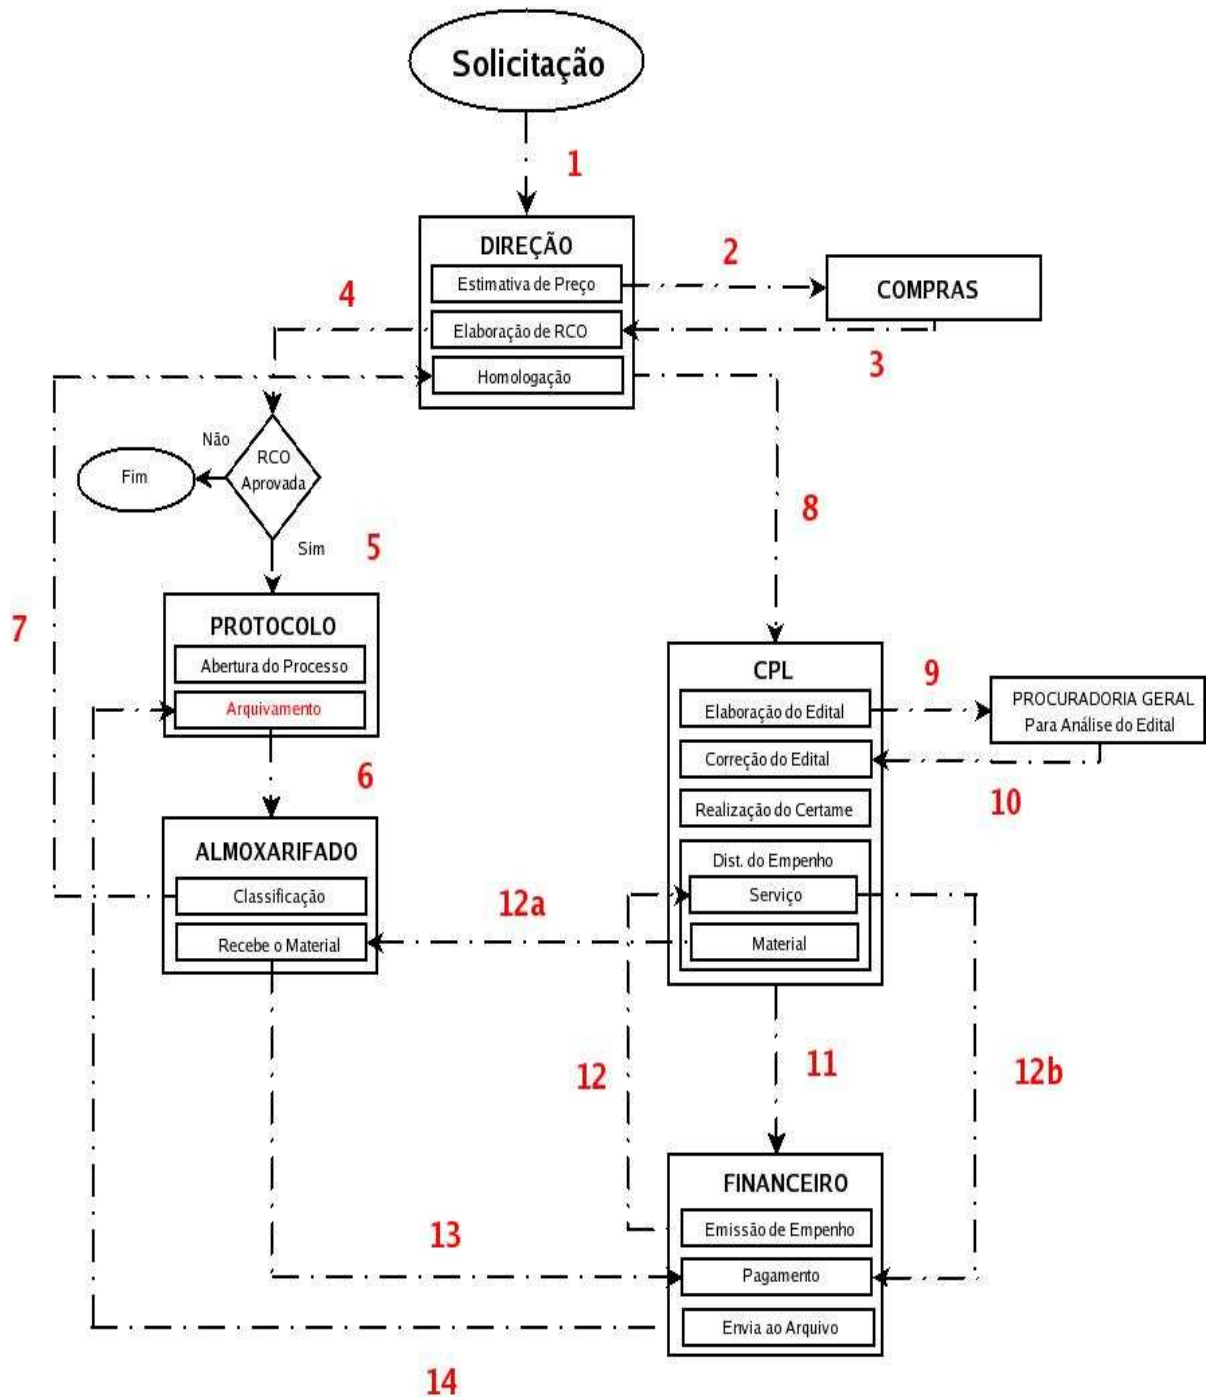 Solicitação
1
DIREÇÃO
Estimativa de Preço
2
COMPRAS
4
Elaboração de RCO
3
Homologação
Não
RCO
Aprovada
Fim
8
Sim
5
7
PROTOCOLO
Abertura do Processo
Arquivamento
CPL
9
Elaboração do Edital
PROCURADORIA GERAL
Para Análise do Edital
6
Correção do Edital
10
Realização do Certame
ALMOXARIFADO
Classificação
Recebe o Material
12a
Dist. do Empenho
Serviço
Material
12
11
12b
FINANCEIRO
Emissão de Empenho
13
Pagamento
Envia ao Arquivo
14